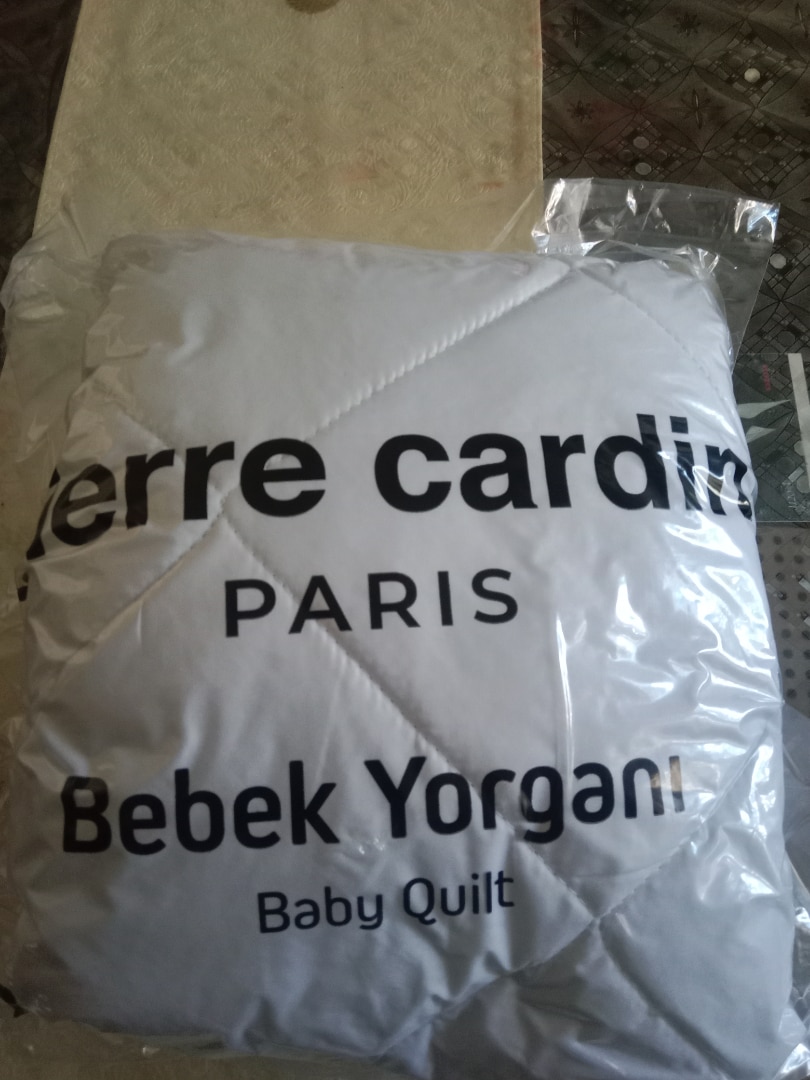 ierre cardin
PARIS
Bebek Yorganı
Baby Quilt